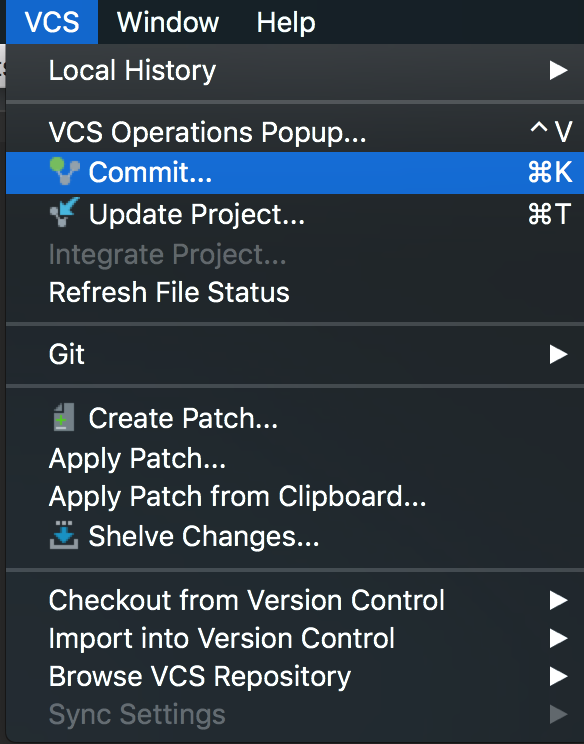 VCS Window Help
Local History
VCS Operations Popup... ^V
Commit... ⌘K
Update Project... ⌘T
Integrate Project...
Refresh File Status
Git
Create Patch...
Apply Patch...
Apply Patch from Clipboard...
Shelve Changes...
Checkout from Version Control
Import into Version Control
Browse VCS Repository
Sync Settings